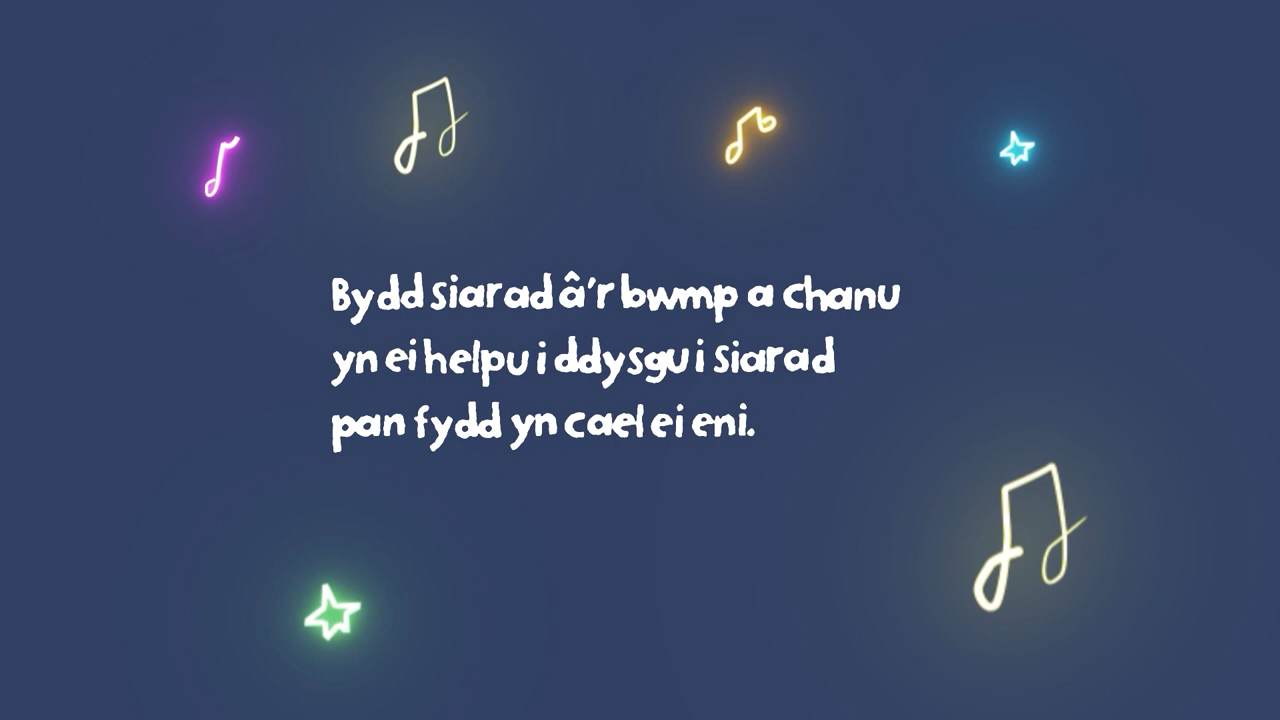 Bydd siarad â'r bwmp a chanu
yn ei helpu i ddysgu i siarad
pan fydd yn cael ei eni.